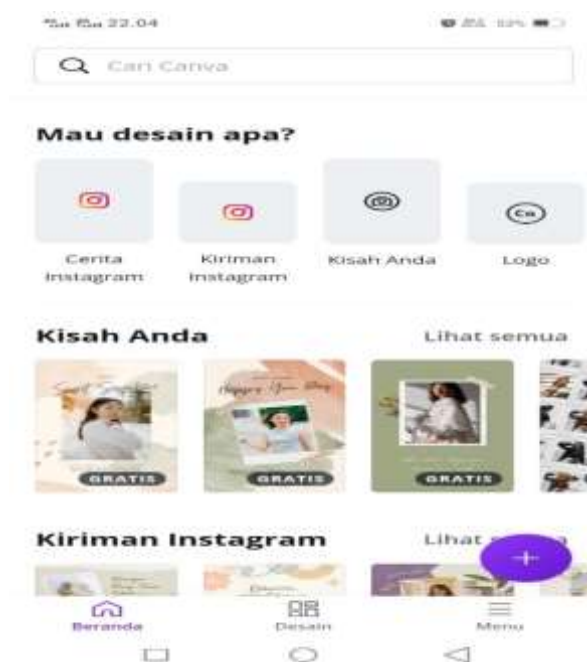 22.04
Cari Canva
Mau desain apa?
Cerita
Instagram
Kiriman
Instagram
Kisah Anda
Co
Logo
Kisah Anda
Lihat semua
GRATIS
GRATIS
GRATIS
Kiriman Instagram
Lihat
Beranda
Desain
Menu